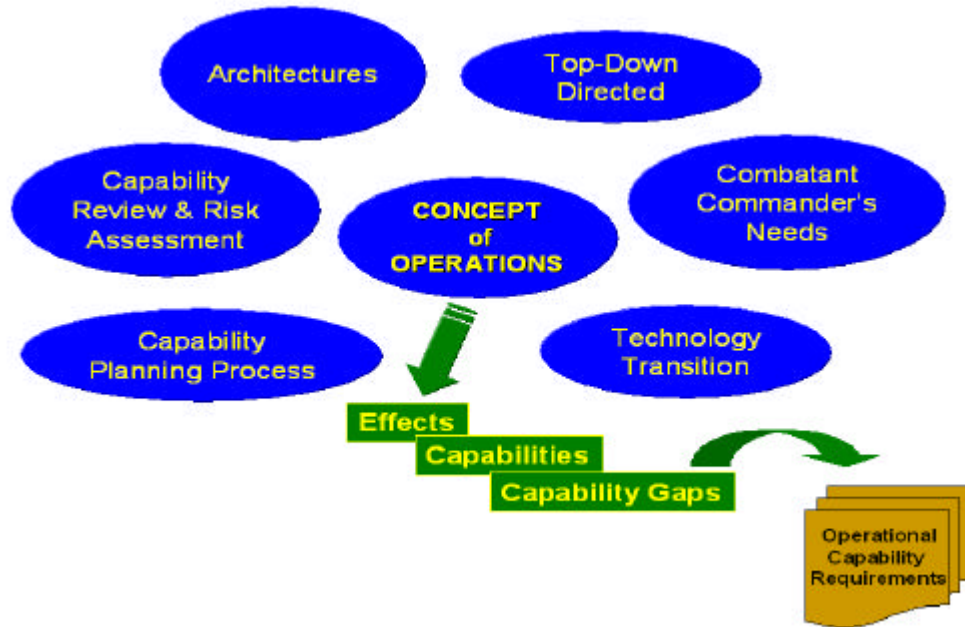 Architectures
Top-Down
Directed
Capability
Review & Risk
Assessment
CONCEPT
of
OPERATIONS
Combatant
Commander's
Needs
Capability
Planning Process
Technology
Transition
Effects
Capabilities
Capability Gaps
Operational
Capability
Requirements